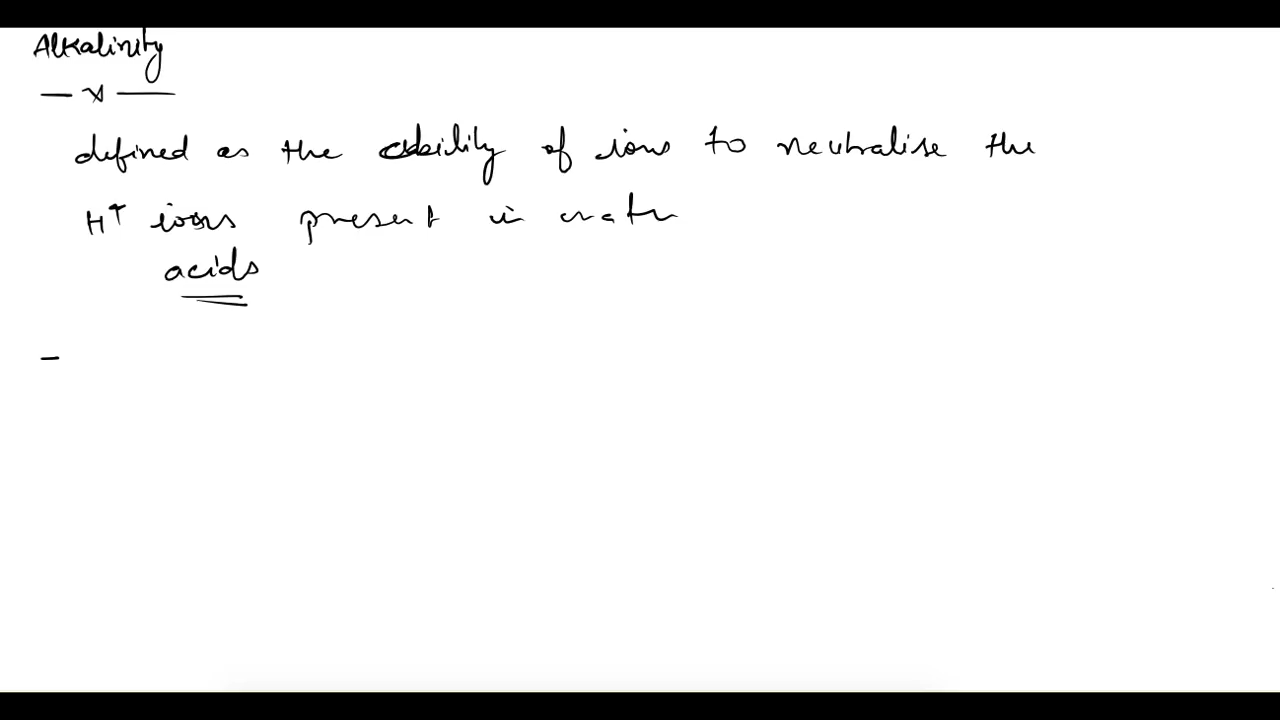 Alkalinity
— x —
defined as the ability of ions to neutralise the
H+ ions present in water
acids
-